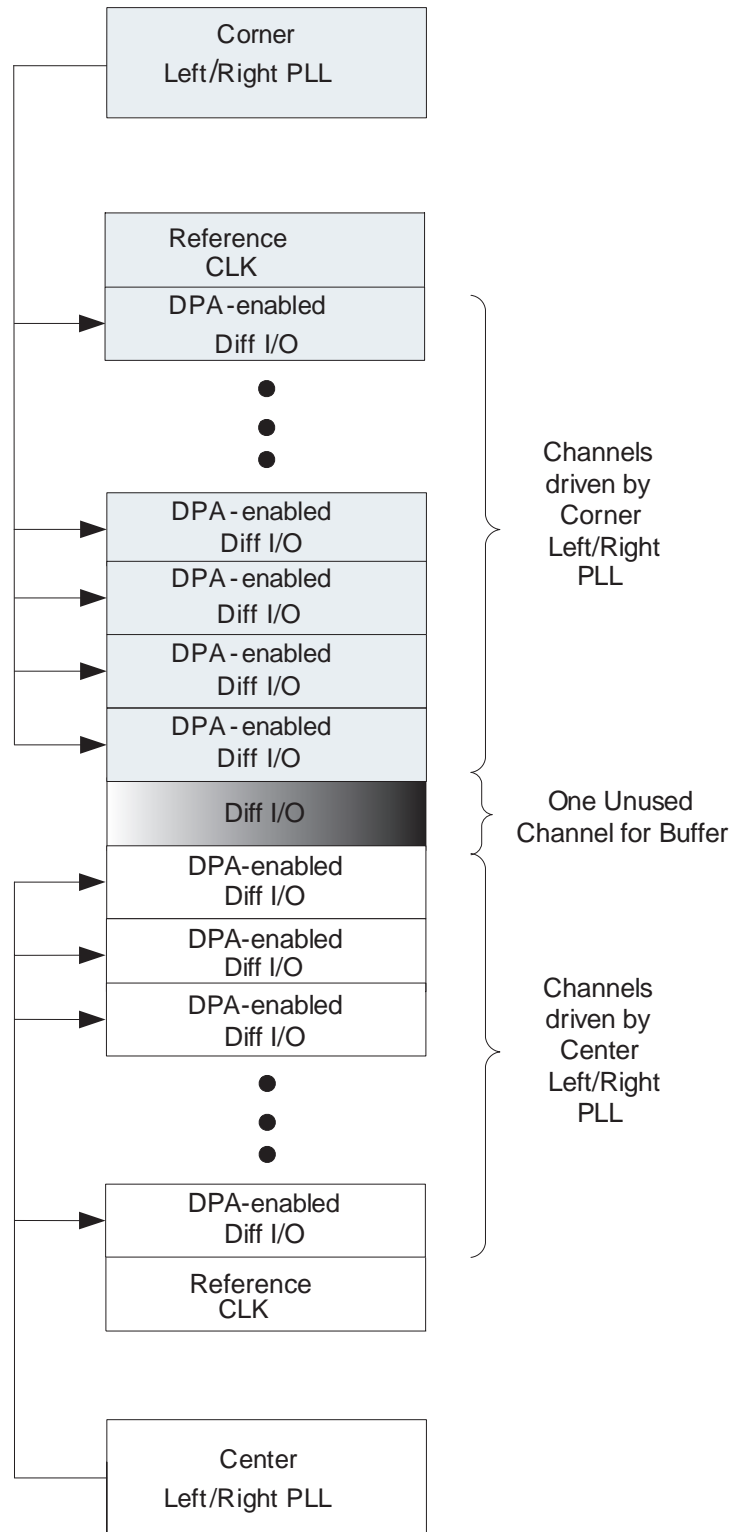 Corner
Left/Right PLL
Reference
CLK
DPA-enabled
Diff I/O
DPA-enabled
Diff I/O
DPA-enabled
Diff I/O
DPA-enabled
Diff I/O
DPA-enabled
Diff I/O
Channels
driven by
Corner
Left/Right
PLL
Diff I/O
One Unused
Channel for Buffer
DPA-enabled
Diff I/O
DPA-enabled
Diff I/O
DPA-enabled
Diff I/O
Channels
driven by
Center
Left/Right
PLL
DPA-enabled
Diff I/O
Reference
CLK
Center
Left/Right PLL